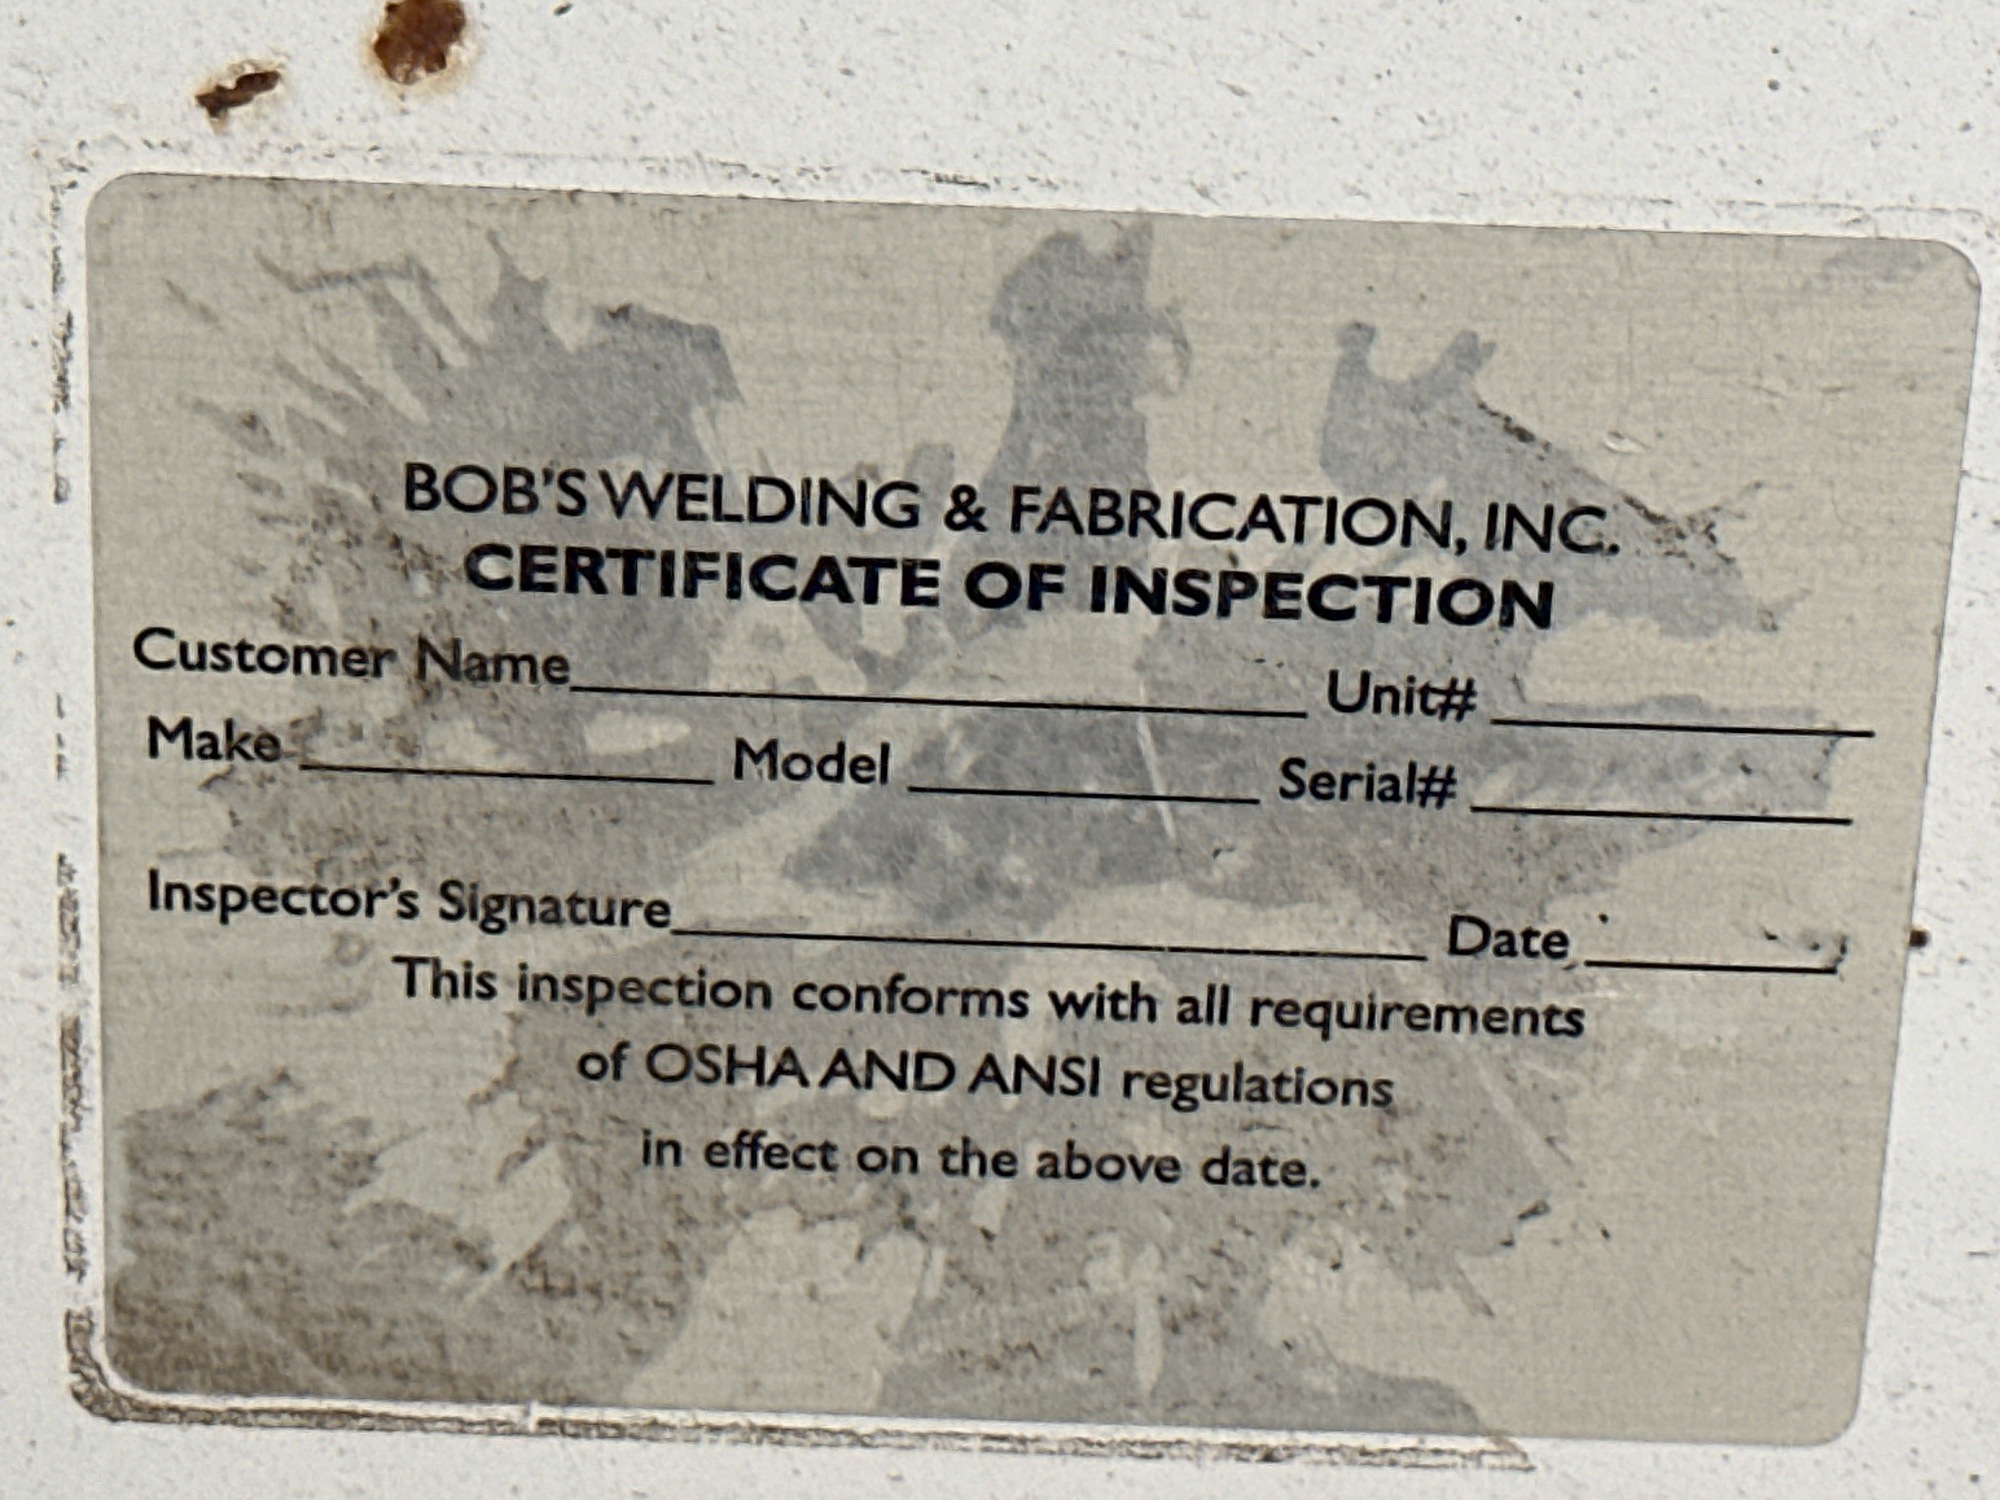 BOB'S WELDING & FABRICATION, INC.
CERTIFICATE OF INSPECTION
Customer Name Unit#
Make Model Serial#
Inspector's Signature Date
This inspection conforms with all requirements
of OSHA AND ANSI regulations
in effect on the above date.